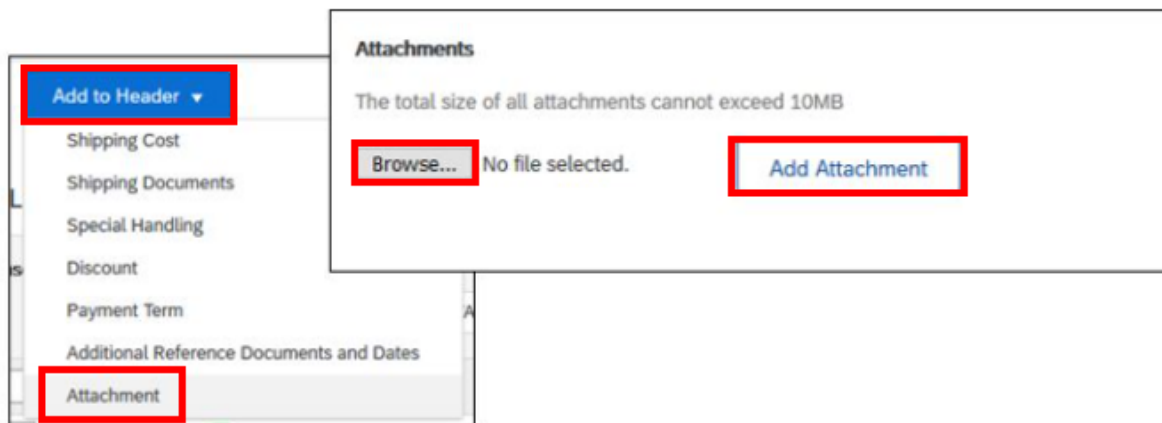 Add to Header
Shipping Cost
Shipping Documents
Special Handling
Discount
Payment Term
Additional Reference Documents and Dates
Attachment
Attachments
The total size of all attachments cannot exceed 10MB
Browse... No file selected. Add Attachment